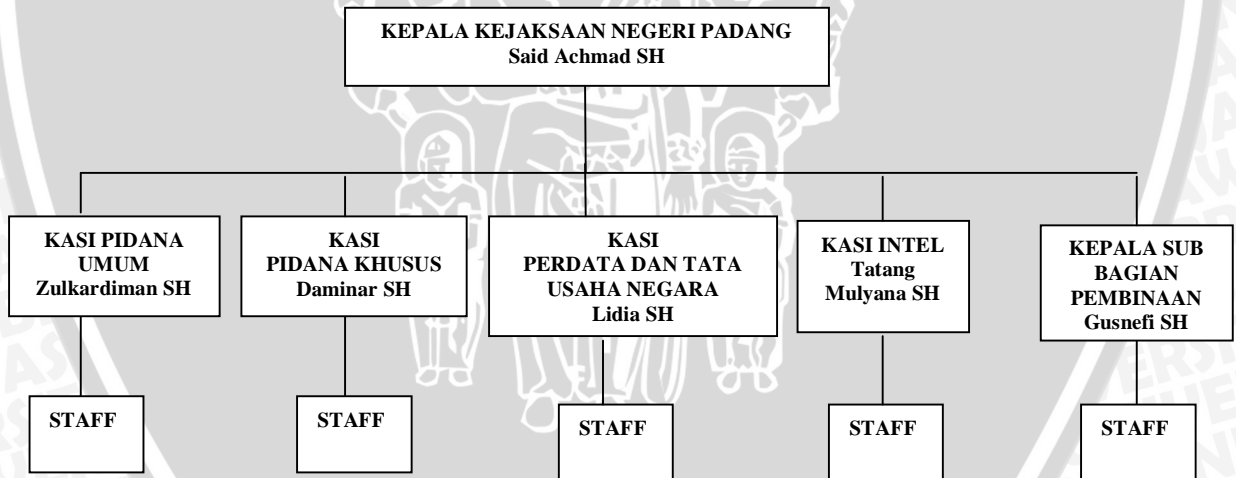 KEPALA KEJAKSAAN NEGERI PADANG
Said Achmad SH
KASI PIDANA
UMUM
Zulkardiman SH
KASI
PIDANA KHUSUS
Daminar SH
KASI
PERDATA DAN TATA
USAHA NEGARA
Lidia SH
KASI INTEL
Tatang
Mulyana SH
KEPALA SUB
BAGIAN
PEMBINAAN
Gusnefi SH
STAFF
STAFF
STAFF
STAFF
STAFF